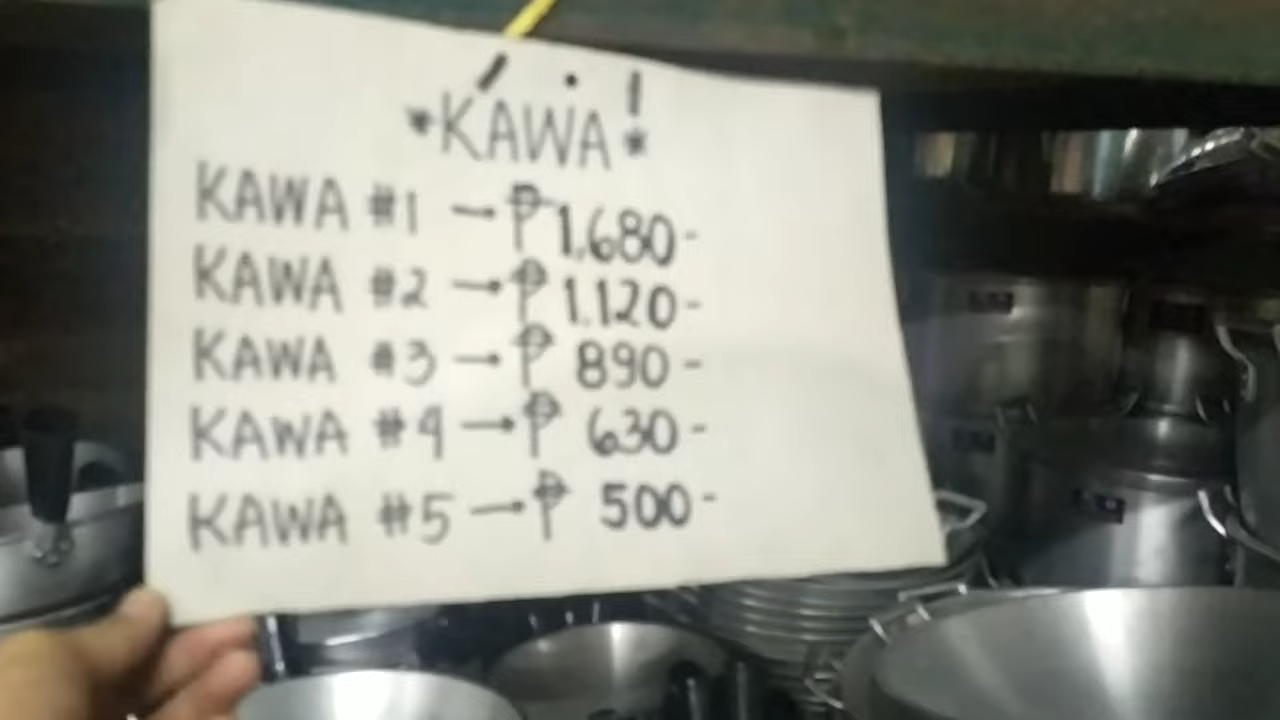 *KAWA*
KAWA #1 → ₱1,680-
KAWA #2 → ₱1.120-
KAWA #3 → ₱ 890-
KAWA #4 → ₱ 630-
KAWA #5 → ₱ 500-